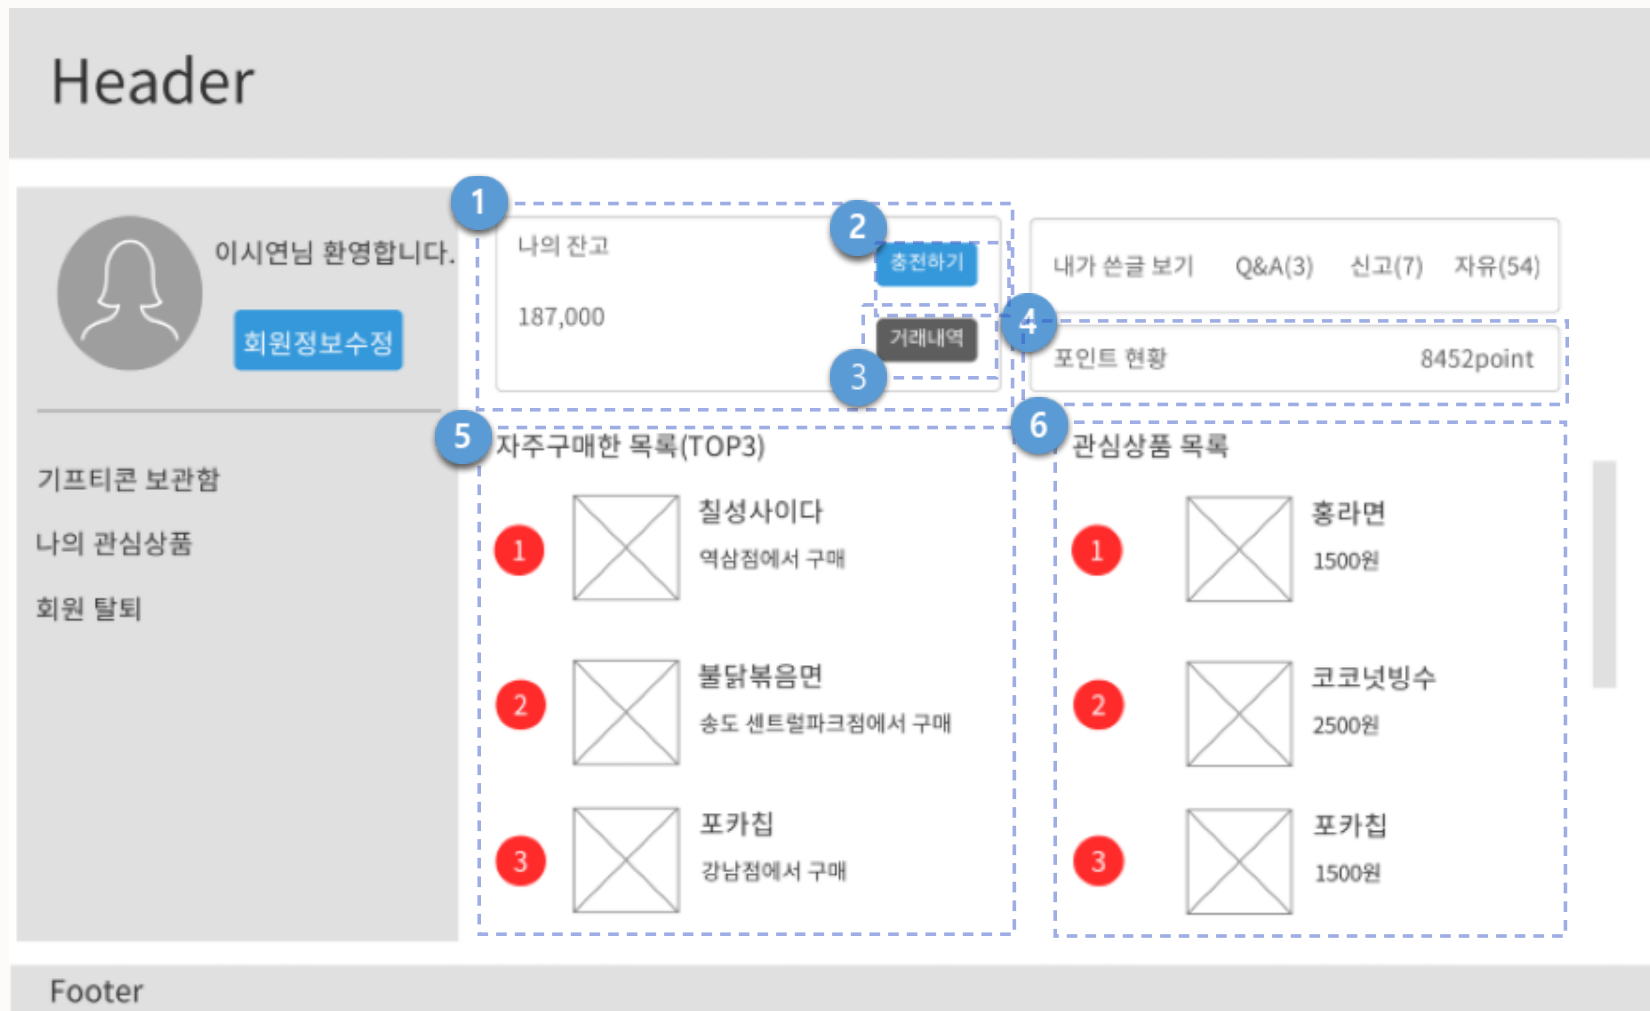 Header
이시연님 환영합니다.
회원정보수정
기프티콘 보관함
나의 관심상품
회원 탈퇴
1
나의 잔고
187,000
2
충전하기
거래내역
3
내가 쓴글 보기 Q&A(3) 신고(7) 자유(54)
4
포인트 현황 8452point
5
자주구매한 목록(TOP3)
1
칠성사이다
역삼점에서 구매
2
불닭볶음면
송도 센트럴파크점에서 구매
3
포카칩
강남점에서 구매
6
관심상품 목록
1
홍라면
1500원
2
코코넛빙수
2500원
3
포카칩
1500원
Footer